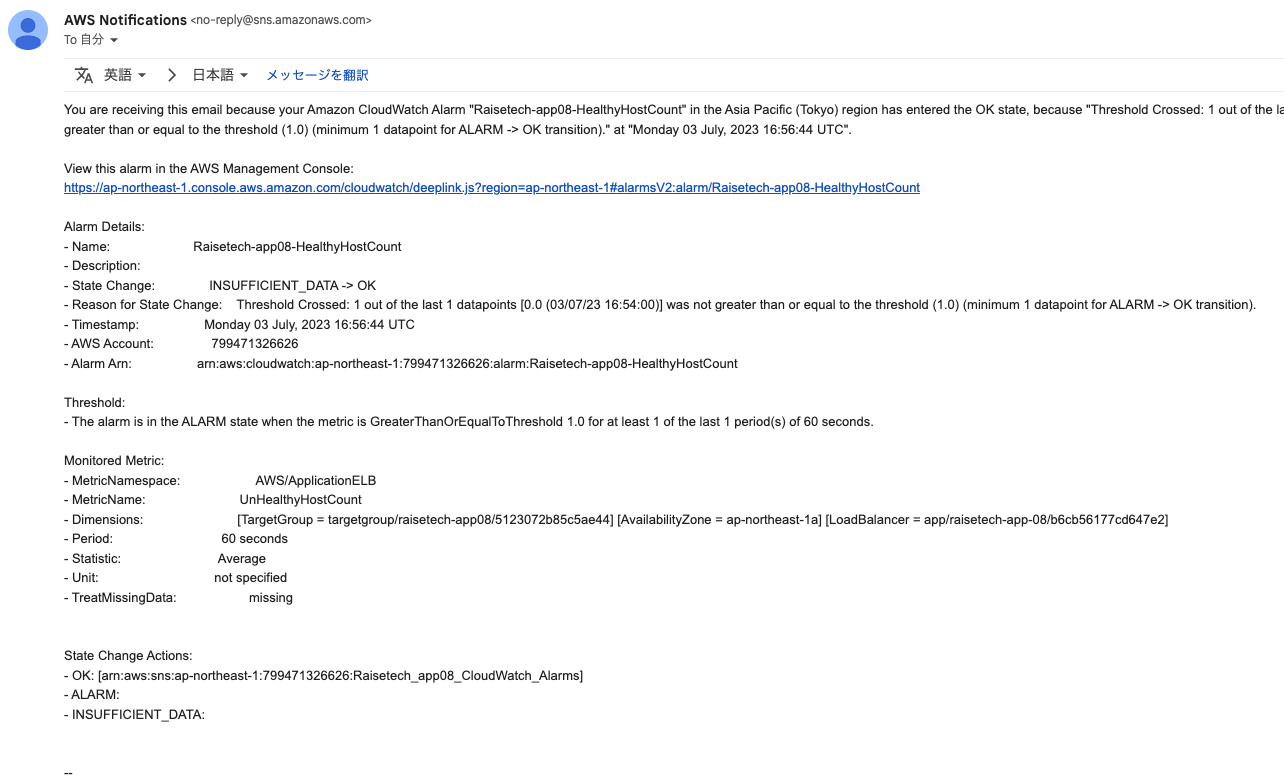 AWS Notifications <no-reply@sns.amazonaws.com>
To 自分
英語 日本語 メッセージを翻訳
You are receiving this email because your Amazon CloudWatch Alarm "Raisetech-app08-HealthyHostCount" in the Asia Pacific (Tokyo) region has entered the OK state, because "Threshold Crossed: 1 out of the
greater than or equal to the threshold (1.0) (minimum 1 datapoint for ALARM -> OK transition)." at "Monday 03 July, 2023 16:56:44 UTC".
View this alarm in the AWS Management Console:
https://ap-northeast-1.console.aws.amazon.com/cloudwatch/deeplink.js?region=ap-northeast-1#alarmsV2:alarm/Raisetech-app08-HealthyHostCount
Alarm Details:
- Name: Raisetech-app08-HealthyHostCount
- Description:
- State Change: INSUFFICIENT_DATA -> OK
- Reason for State Change: Threshold Crossed: 1 out of the last 1 datapoints [0.0 (03/07/23 16:54:00)] was not greater than or equal to the threshold (1.0) (minimum 1 datapoint for ALARM -> OK transition).
- Timestamp: Monday 03 July, 2023 16:56:44 UTC
- AWS Account: 799471326626
- Alarm Arn: arn:aws:cloudwatch:ap-northeast-1:799471326626:alarm:Raisetech-app08-HealthyHostCount
Threshold:
- The alarm is in the ALARM state when the metric is GreaterThanOrEqualToThreshold 1.0 for at least 1 of the last 1 period(s) of 60 seconds.
Monitored Metric:
- MetricNamespace: AWS/ApplicationELB
- MetricName: UnHealthyHostCount
- Dimensions: [TargetGroup = targetgroup/raisetech-app08/5123072b85c5ae44] [AvailabilityZone = ap-northeast-1a] [LoadBalancer = app/raisetech-app-08/b6cb56177cd647e2]
- Period: 60 seconds
- Statistic: Average
- Unit: not specified
- TreatMissingData: missing
State Change Actions:
- OK: [arn:aws:sns:ap-northeast-1:799471326626:Raisetech_app08_CloudWatch_Alarms]
- ALARM:
- INSUFFICIENT_DATA:
--